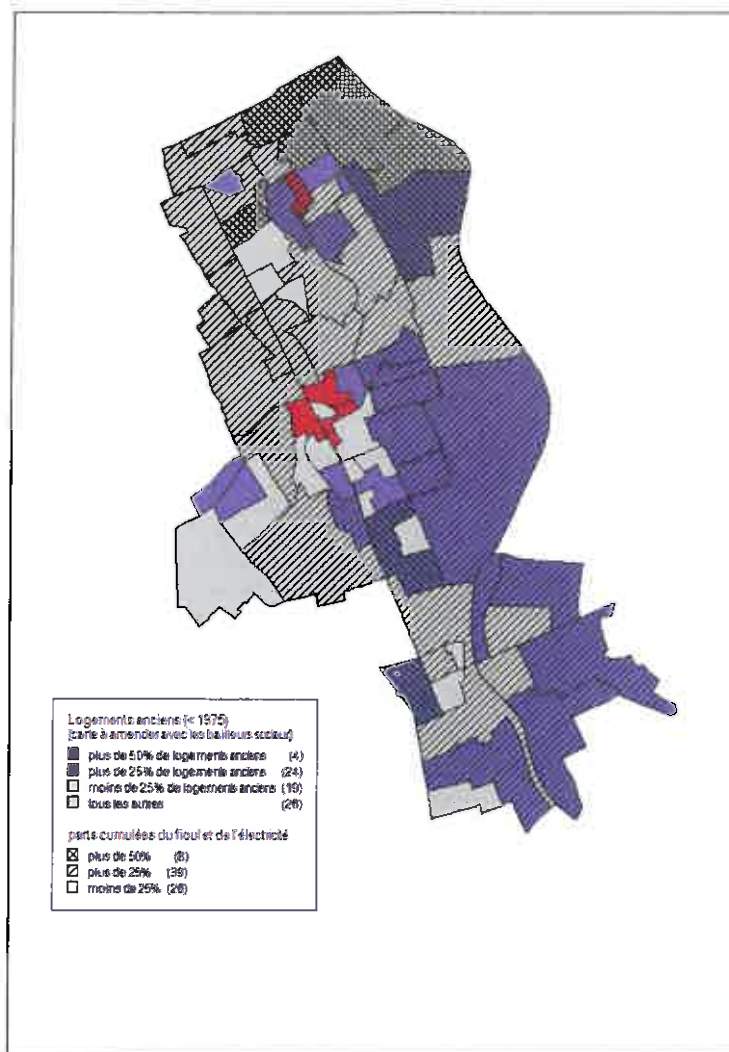 Logements anciens (< 1975)
(carte à amender avec les bailleurs sociaux)
plus de 50% de logements anciens (4)
plus de 25% de logements anciens (24)
moins de 25% de logements anciens (19)
tous les autres (26)
parts cumulées du fioul et de l'électricité
plus de 50% (8)
plus de 25% (39)
moins de 25% (26)